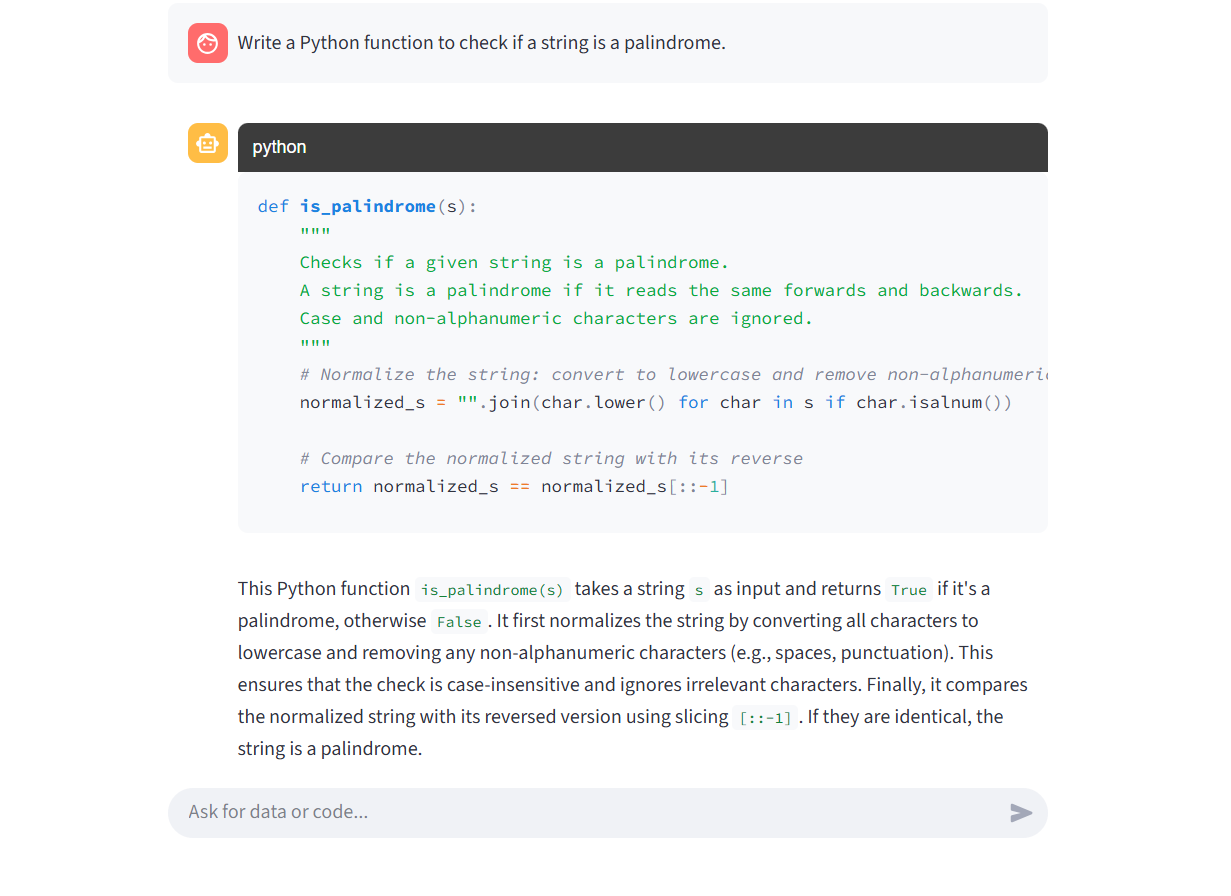 Write a Python function to check if a string is a palindrome.
python
def is_palindrome(s):
    """
    Checks if a given string is a palindrome.
    A string is a palindrome if it reads the same forwards and backwards.
    Case and non-alphanumeric characters are ignored.
    """
    # Normalize the string: convert to lowercase and remove non-alphanumeric
    normalized_s = "".join(char.lower() for char in s if char.isalnum())
    # Compare the normalized string with its reverse
    return normalized_s == normalized_s[::-1]
This Python function is_palindrome(s) takes a string s as input and returns True if it's a
palindrome, otherwise False. It first normalizes the string by converting all characters to
lowercase and removing any non-alphanumeric characters (e.g., spaces, punctuation). This
ensures that the check is case-insensitive and ignores irrelevant characters. Finally, it compares
the normalized string with its reversed version using slicing [::-1]. If they are identical, the
string is a palindrome.
Ask for data or code...